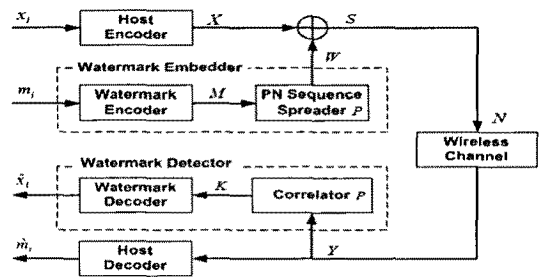 x_i Host Encoder X S
W
Watermark Embedder
m_i Watermark Encoder M PN Sequence Spreader P
N
Wireless Channel
Watermark Detector
x̂_i Watermark Decoder K Correlator P
m̂_i Host Decoder Y